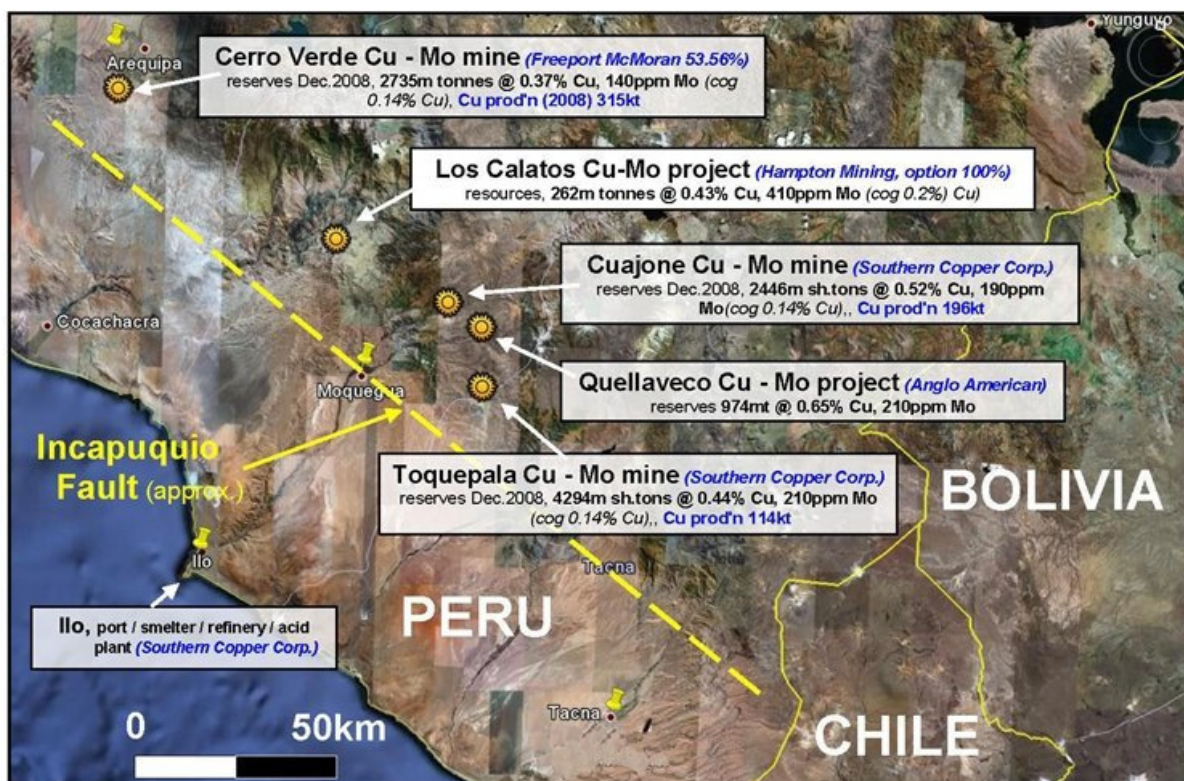 Yunguyo
Arequipa
Cerro Verde Cu - Mo mine (Freeport McMoran 53.56%)
reserves Dec.2008, 2735m tonnes @ 0.37% Cu, 140ppm Mo (cog
0.14% Cu), Cu prod'n (2008) 315kt
Los Calatos Cu-Mo project (Hampton Mining, option 100%)
resources, 262m tonnes @ 0.43% Cu, 410ppm Mo (cog 0.2%) Cu)
Cuajone Cu - Mo mine (Southern Copper Corp.)
reserves Dec.2008, 2446m sh.tons @ 0.52% Cu, 190ppm
Mo(cog 0.14% Cu),, Cu prod'n 196kt
Cocachacra
Moquegua
Quellaveco Cu - Mo project (Anglo American)
reserves 974mt @ 0.65% Cu, 210ppm Mo
Incapuquio
Fault (approx.)
Toquepala Cu - Mo mine (Southern Copper Corp.)
reserves Dec.2008, 4294m sh.tons @ 0.44% Cu, 210ppm Mo
(cog 0.14% Cu),, Cu prod'n 114kt
BOLIVIA
Ilo
Tacna
PERU
Ilo, port / smelter / refinery / acid
plant (Southern Copper Corp.)
Tacna
0 50km
CHILE